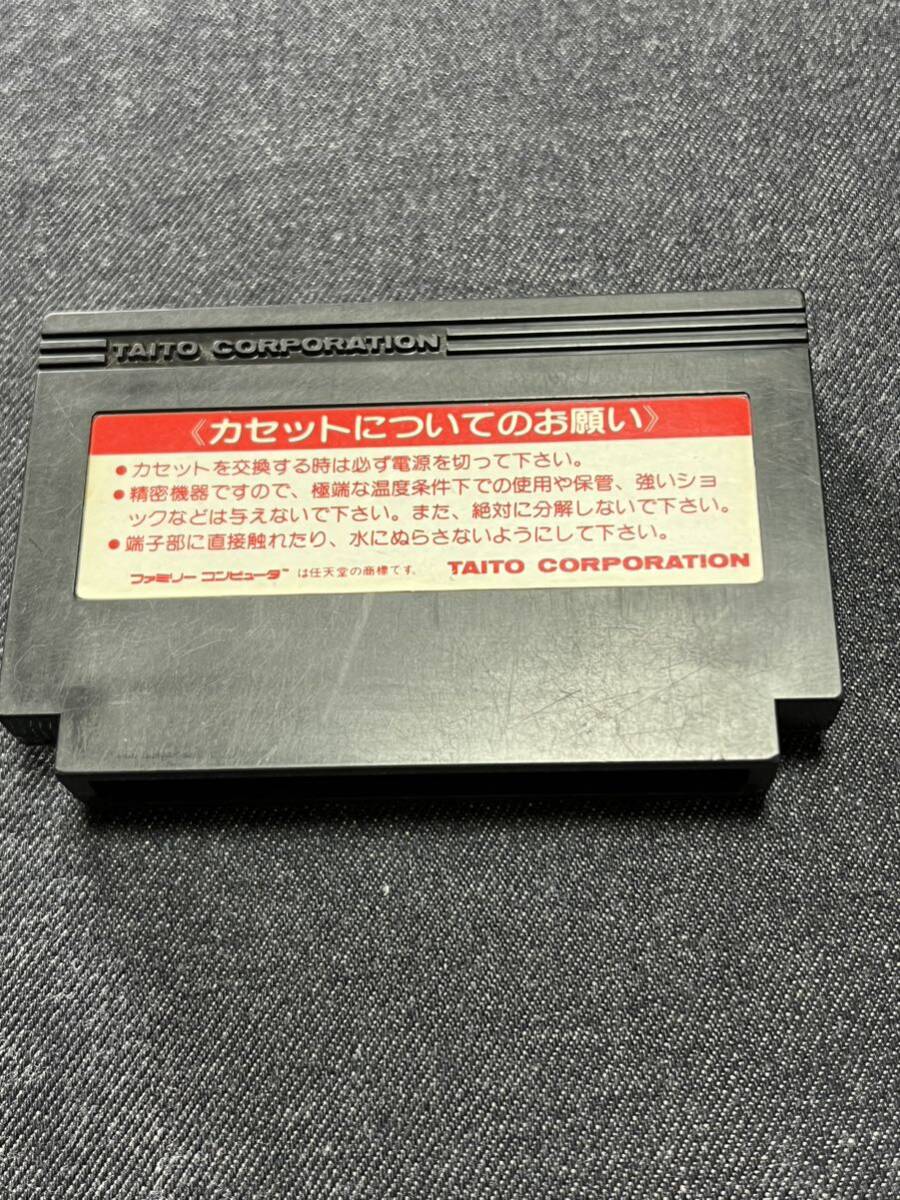 TAITO CORPORATION
《カセットについてのお願い》
● カセットを交換する時は必ず電源を切って下さい。
● 精密機器ですので、極端な温度条件下での使用や保管、強いショ
ックなどは与えないで下さい。また、絶対に分解しないで下さい。
● 端子部に直接触れたり、水にぬらさないようにして下さい。
ファミリー コンピュータ™ は任天堂の商標です。 TAITO CORPORATION